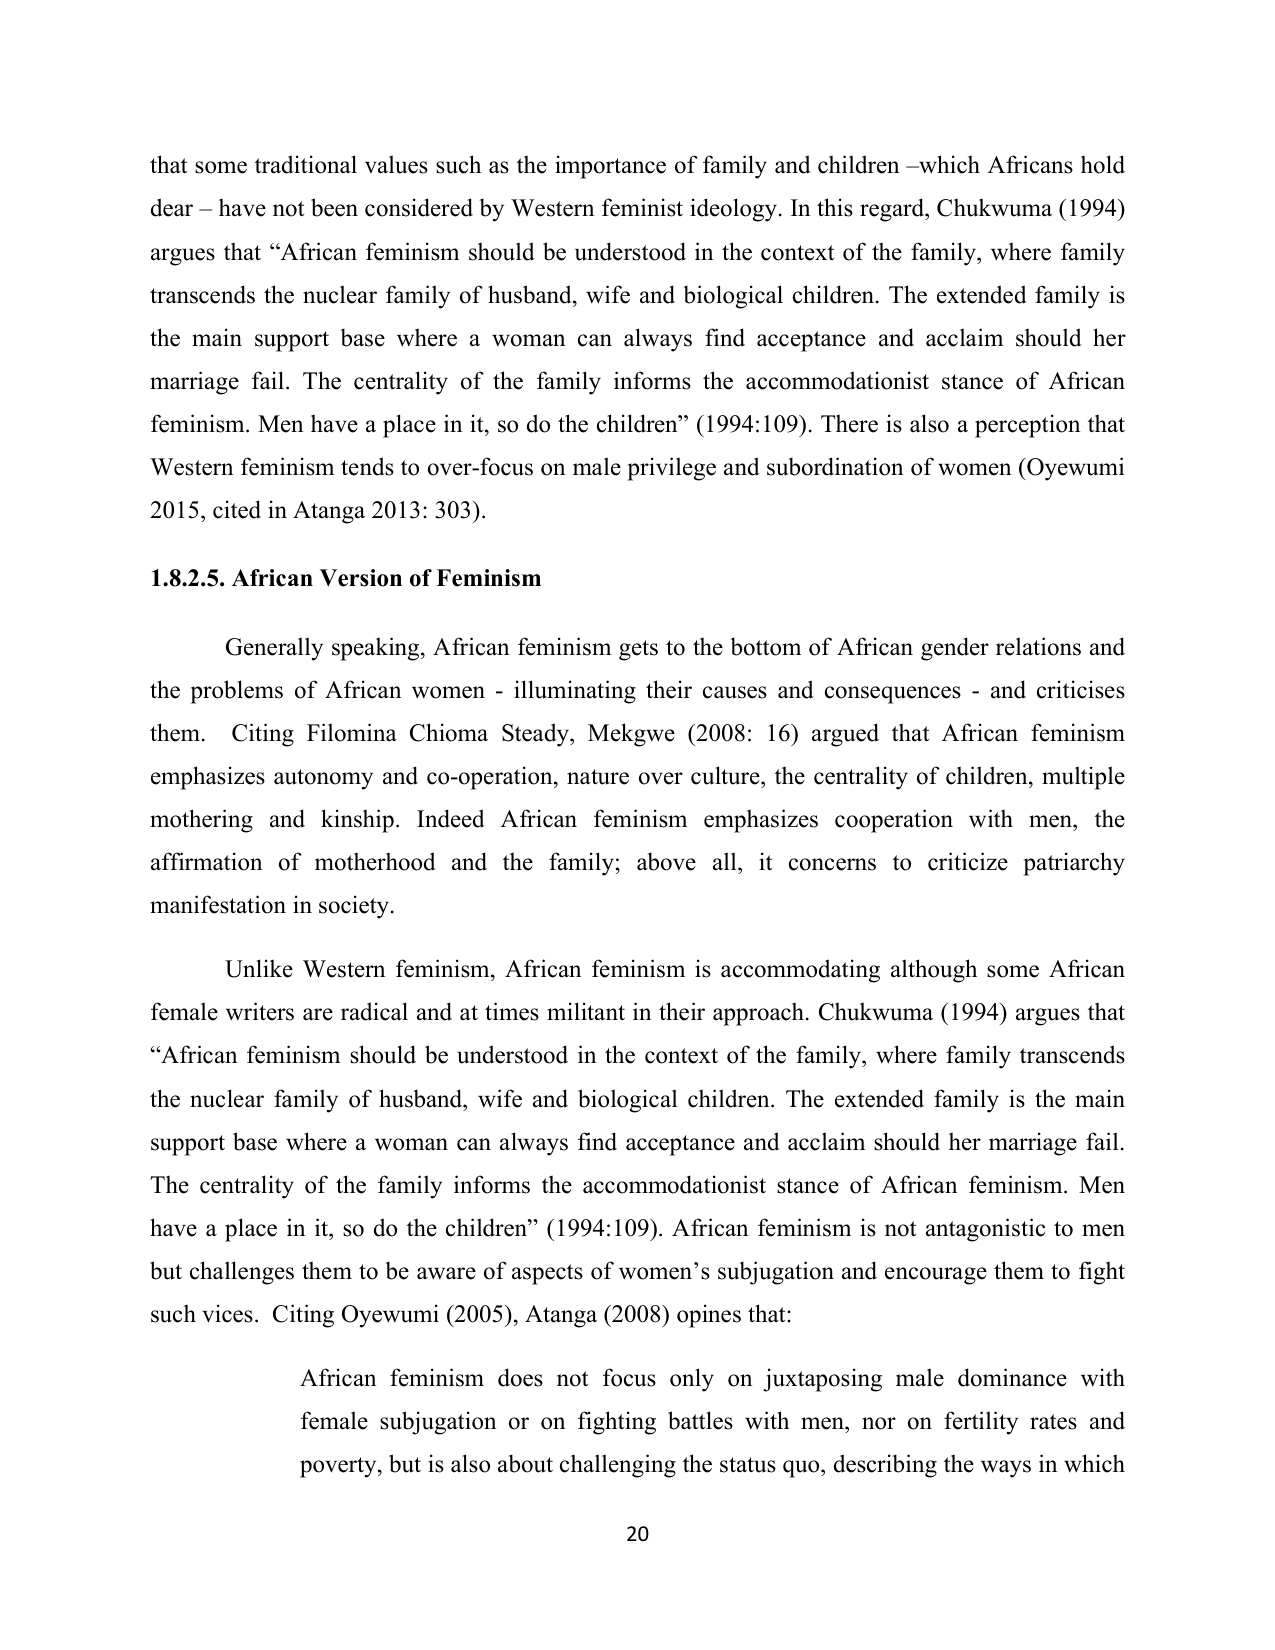 that some traditional values such as the importance of family and children –which Africans hold
dear – have not been considered by Western feminist ideology. In this regard, Chukwuma (1994)
argues that “African feminism should be understood in the context of the family, where family
transcends the nuclear family of husband, wife and biological children. The extended family is
the main support base where a woman can always find acceptance and acclaim should her
marriage fail. The centrality of the family informs the accommodationist stance of African
feminism. Men have a place in it, so do the children” (1994:109). There is also a perception that
Western feminism tends to over-focus on male privilege and subordination of women (Oyewumi
2015, cited in Atanga 2013: 303).
1.8.2.5. African Version of Feminism
Generally speaking, African feminism gets to the bottom of African gender relations and
the problems of African women - illuminating their causes and consequences - and criticises
them.  Citing Filomina Chioma Steady, Mekgwe (2008: 16) argued that African feminism
emphasizes autonomy and co-operation, nature over culture, the centrality of children, multiple
mothering and kinship. Indeed African feminism emphasizes cooperation with men, the
affirmation of motherhood and the family; above all, it concerns to criticize patriarchy
manifestation in society.
Unlike Western feminism, African feminism is accommodating although some African
female writers are radical and at times militant in their approach. Chukwuma (1994) argues that
“African feminism should be understood in the context of the family, where family transcends
the nuclear family of husband, wife and biological children. The extended family is the main
support base where a woman can always find acceptance and acclaim should her marriage fail.
The centrality of the family informs the accommodationist stance of African feminism. Men
have a place in it, so do the children” (1994:109). African feminism is not antagonistic to men
but challenges them to be aware of aspects of women’s subjugation and encourage them to fight
such vices.  Citing Oyewumi (2005), Atanga (2008) opines that:
African feminism does not focus only on juxtaposing male dominance with
female subjugation or on fighting battles with men, nor on fertility rates and
poverty, but is also about challenging the status quo, describing the ways in which
20